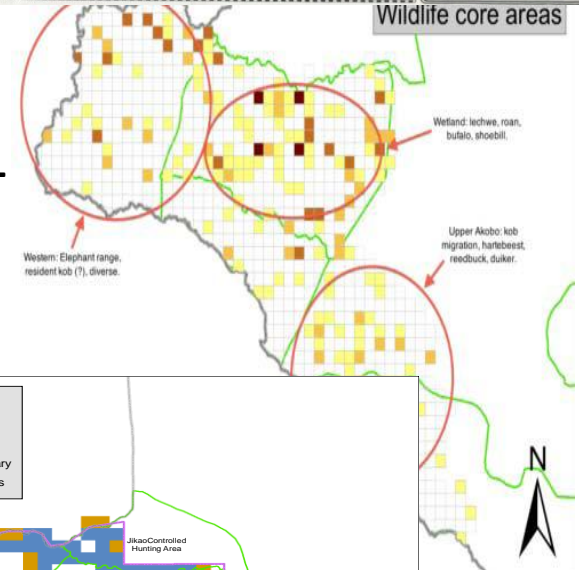 Wildlife core areas
Wetland: lechwe, roan,
bufalo, shoebill.
Upper Akobo: kob
migration, hartebeest,
reedbuck, duiker.
Western: Elephant range,
resident kob (?), diverse.
N
ary
s
JikaoControlled
Hunting Area